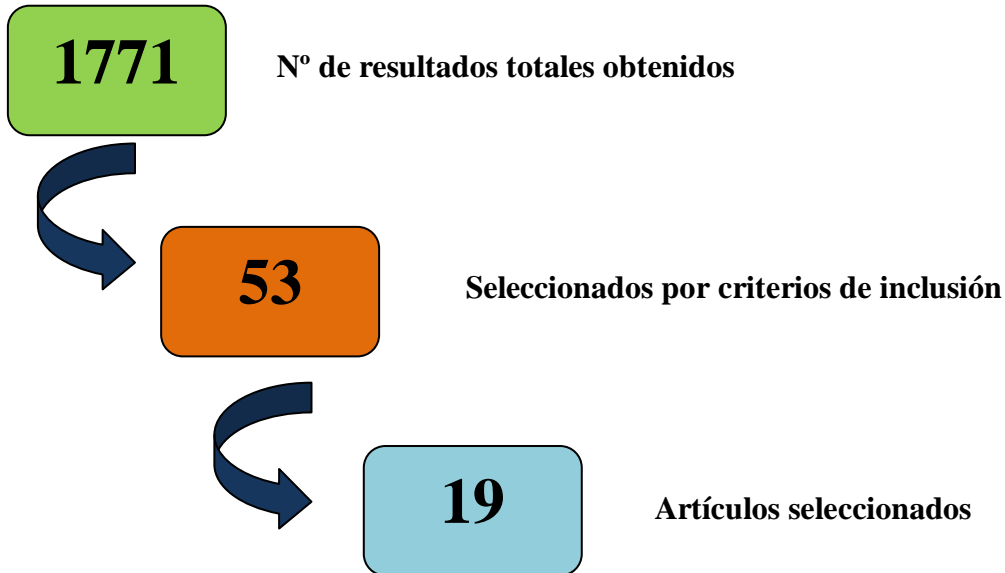 1771
Nº de resultados totales obtenidos
53
Seleccionados por criterios de inclusión
19
Artículos seleccionados